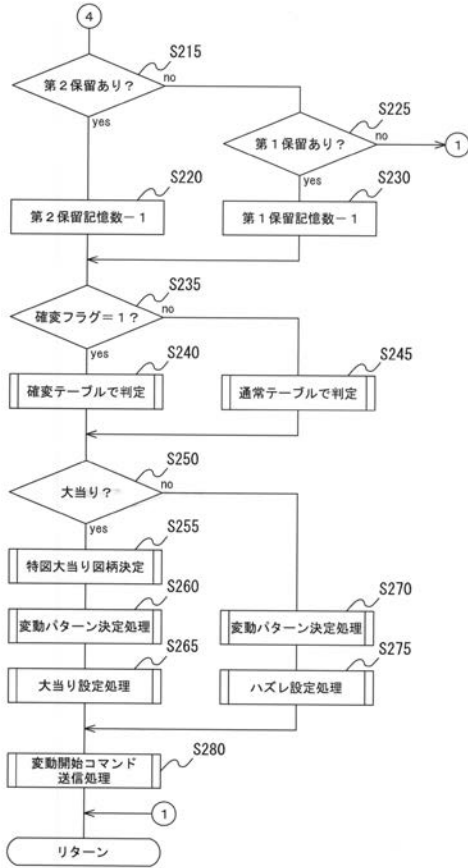 4
S215
第2保留あり?
no
yes
S225
第1保留あり?
no
1
yes
S220
第2保留記憶数-1
S230
第1保留記憶数-1
S235
確変フラグ=1?
no
yes
S240
確変テーブルで判定
S245
通常テーブルで判定
S250
大当り?
no
yes
S255
特図大当り図柄決定
S260
変動パターン決定処理
S270
変動パターン決定処理
S265
大当り設定処理
S275
ハズレ設定処理
S280
変動開始コマンド
送信処理
1
リターン